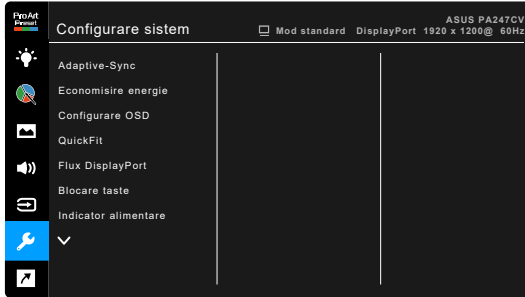 ProArt
Preset
Configurare sistem
ASUS PA247CV
Mod standard DisplayPort 1920 x 1200@ 60Hz
Adaptive-Sync
Economisire energie
Configurare OSD
QuickFit
Flux DisplayPort
Blocare taste
Indicator alimentare